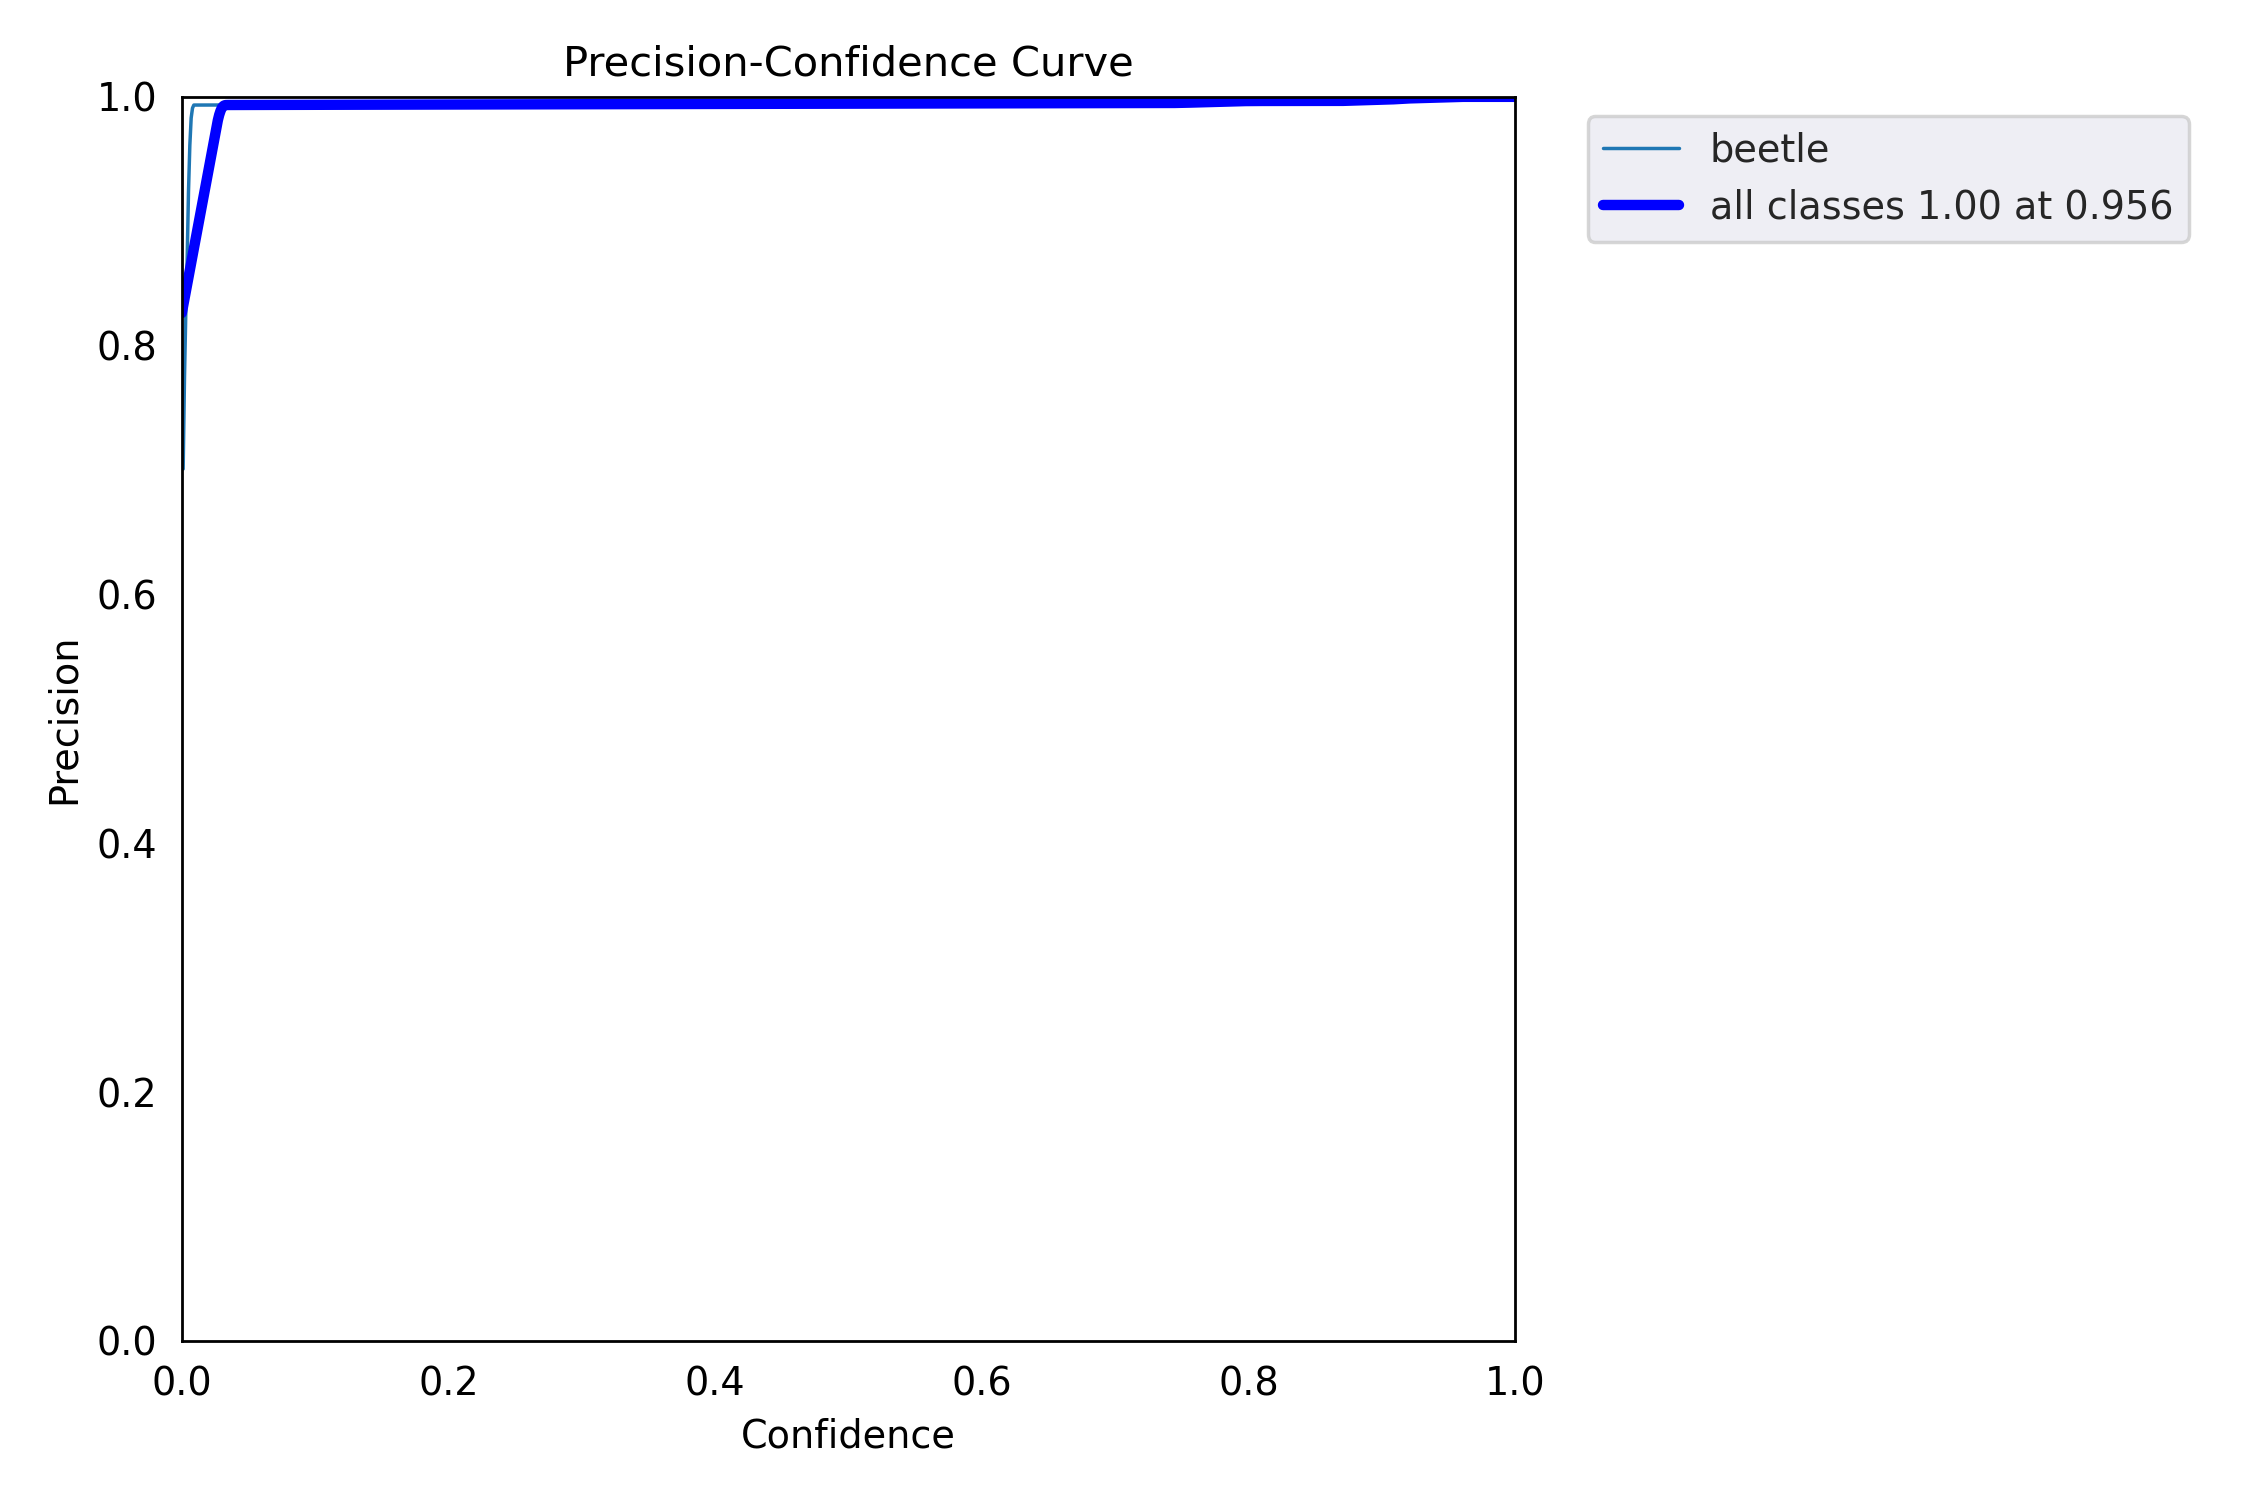 Precision-Confidence Curve
1.0
0.8
0.6
0.4
0.2
0.0
Precision
0.0 0.2 0.4 0.6 0.8 1.0
Confidence
beetle
all classes 1.00 at 0.956